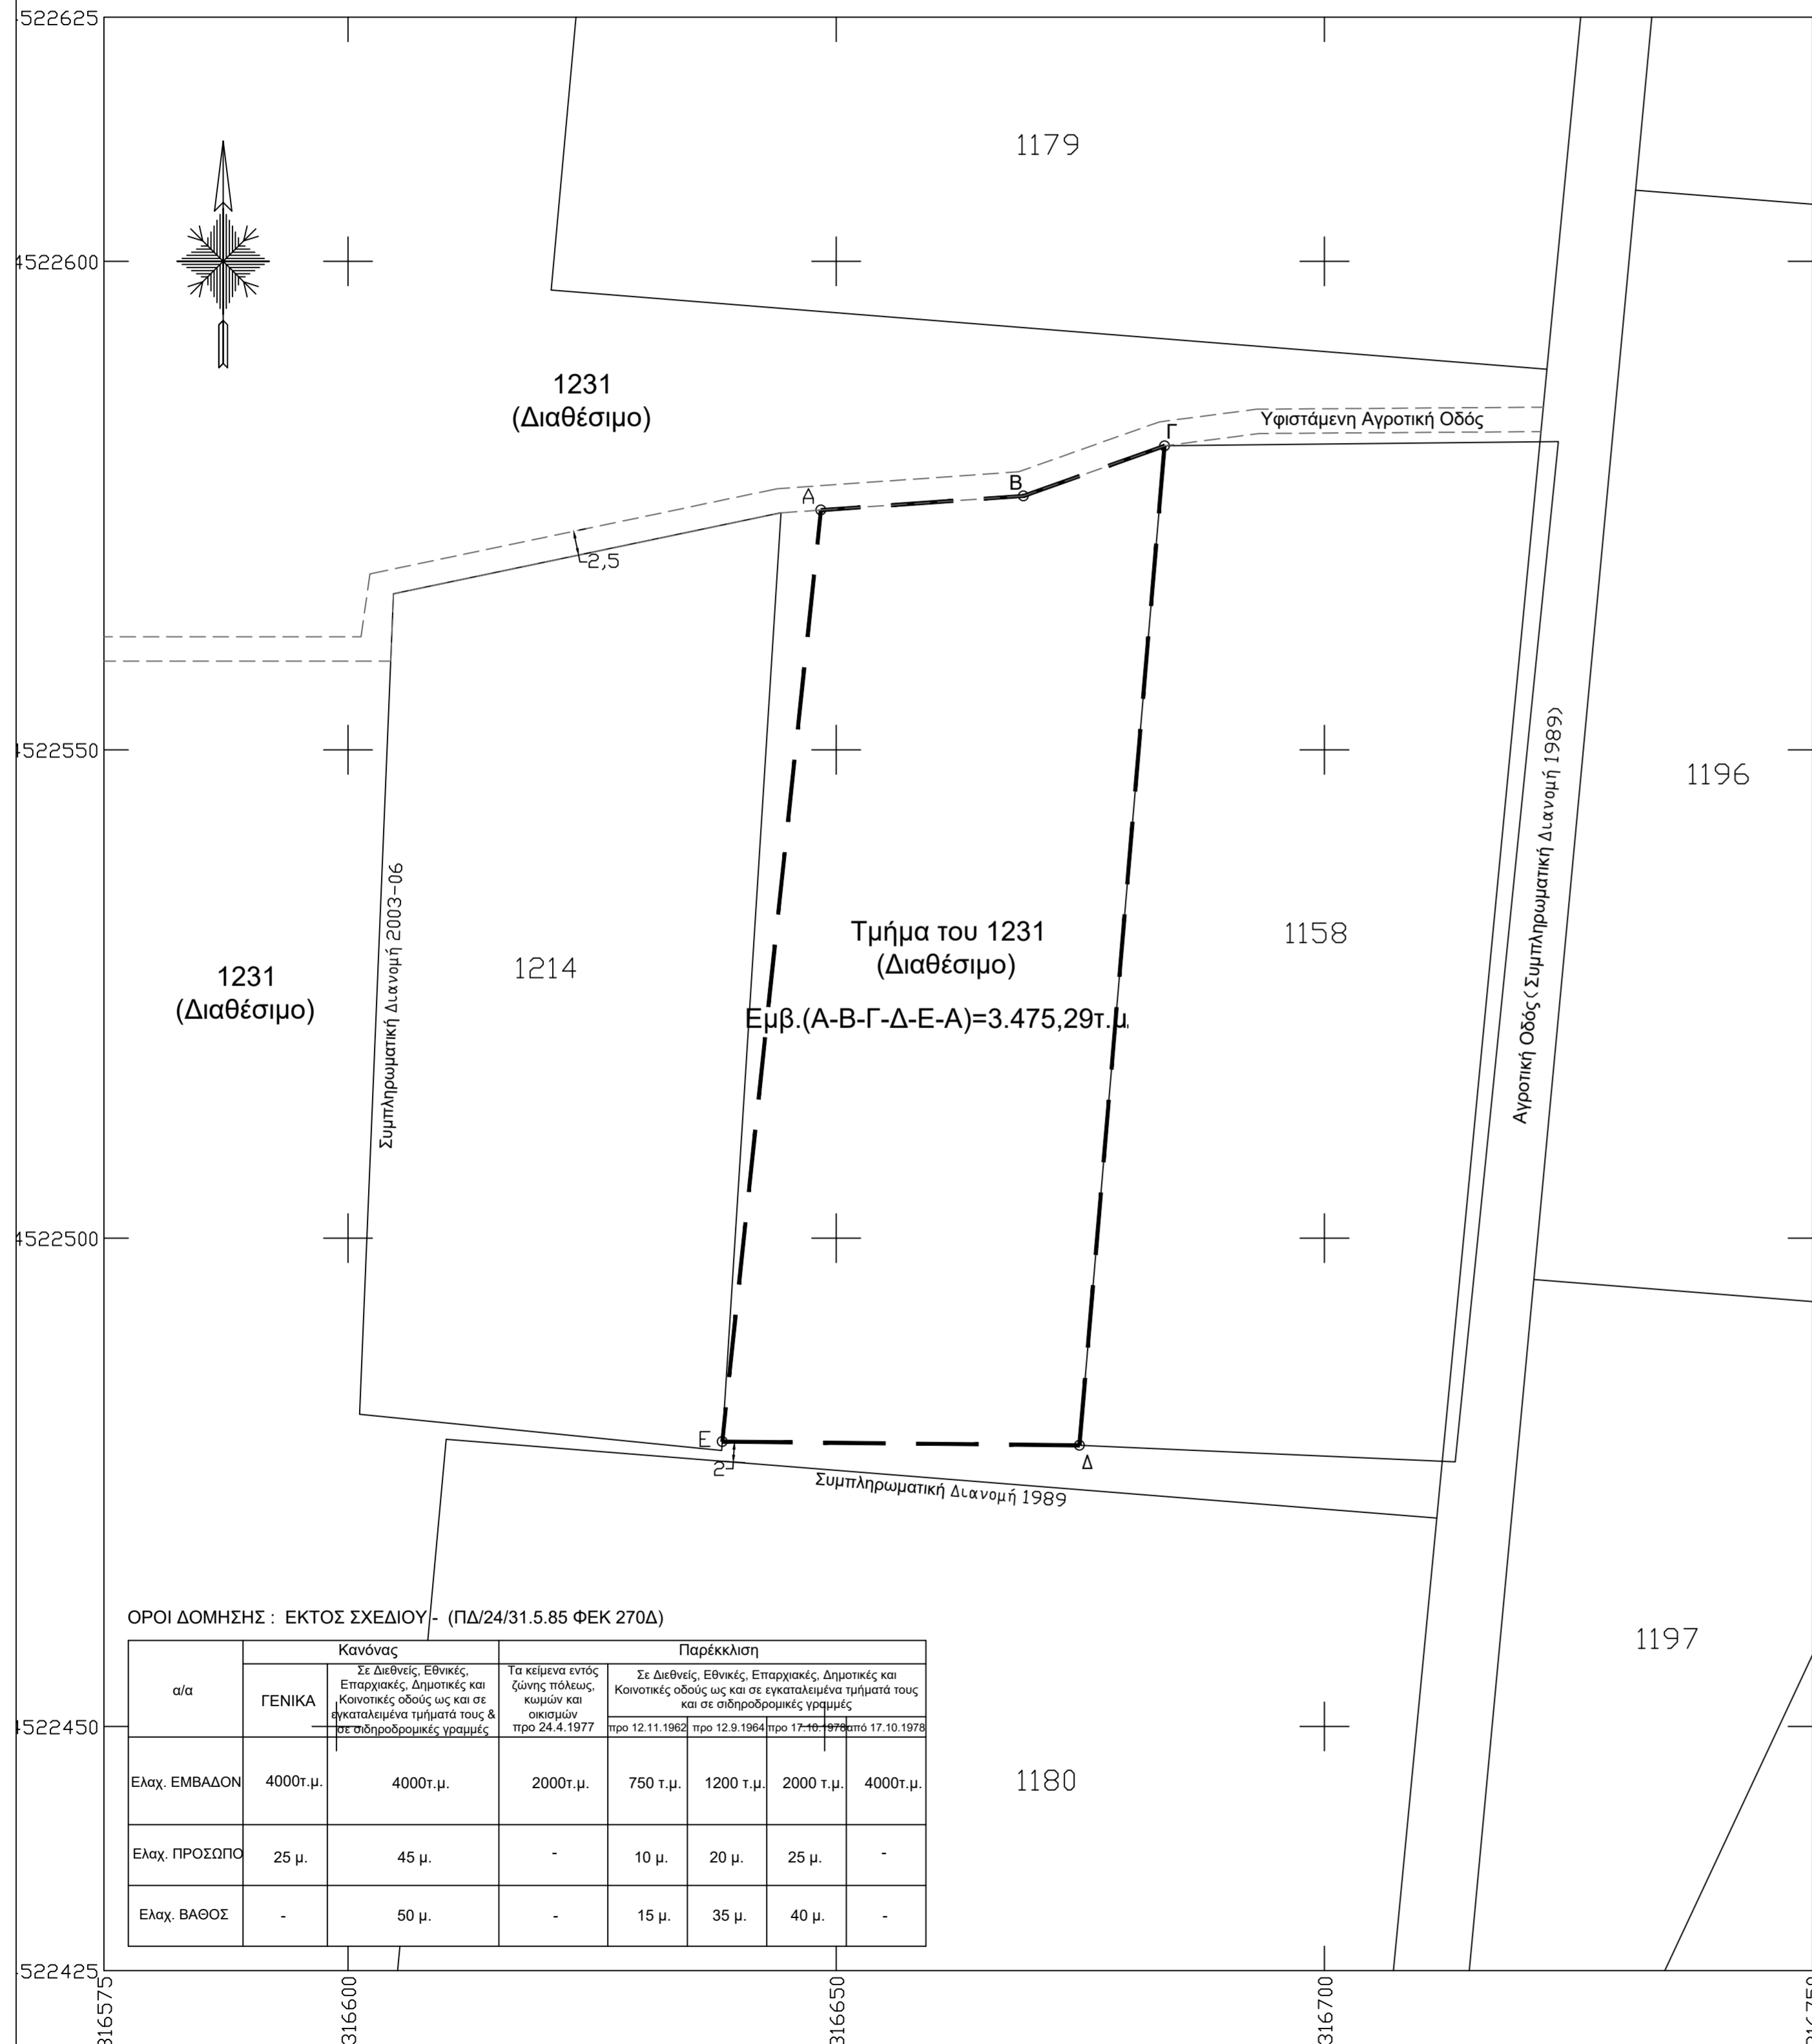 4522625
1179
4522600
1231
(Διαθέσιμο)
Υφιστάμενη Αγροτική Οδός
Γ
Β
Α
2,5
4522550
1196
Αγροτική Οδός(Συμπληρωματική Διανομή 1989)
Συμπληρωματική Διανομή 2003-06
Τμήμα του 1231
(Διαθέσιμο)
1158
1214
1231
(Διαθέσιμο)
Εμβ.(Α-Β-Γ-Δ-Ε-Α)=3.475,29τ.μ.
4522500
Ε
2
Δ
Συμπληρωματική Διανομή 1989
ΟΡΟΙ ΔΟΜΗΣΗΣ : ΕΚΤΟΣ ΣΧΕΔΙΟΥ - (ΠΔ/24/31.5.85 ΦΕΚ 270Δ)
1197
α/α
Κανόνας
Παρέκκλιση
ΓΕΝΙΚΑ
Σε Διεθνείς, Εθνικές,
Επαρχιακές, Δημοτικές και
Κοινοτικές οδούς ως και σε
εγκαταλειμένα τμήματά τους &
σε σιδηροδρομικές γραμμές
Τα κείμενα εντός
ζώνης πόλεως,
κωμών και
οικισμών
προ 24.4.1977
Σε Διεθνείς, Εθνικές, Επαρχιακές, Δημοτικές και
Κοινοτικές οδούς ως και σε εγκαταλειμένα τμήματά τους
και σε σιδηροδρομικές γραμμές
προ 12.11.1962 προ 12.9.1964 προ 17.10.1978 από 17.10.1978
4522450
Ελαχ. ΕΜΒΑΔΟΝ 4000τ.μ. 4000τ.μ. 2000τ.μ. 750 τ.μ. 1200 τ.μ. 2000 τ.μ. 4000τ.μ.
1180
Ελαχ. ΠΡΟΣΩΠΟ 25 μ. 45 μ. - 10 μ. 20 μ. 25 μ. -
Ελαχ. ΒΑΘΟΣ - 50 μ. - 15 μ. 35 μ. 40 μ. -
4522425
316575
316600
316650
316700
316750